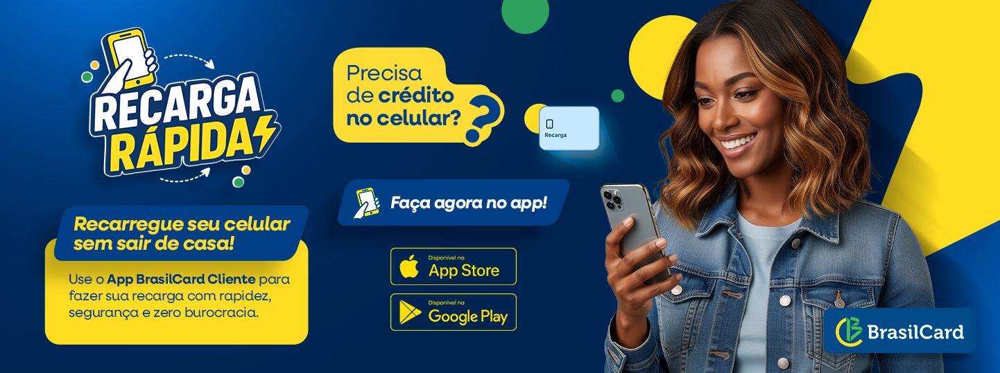 RECARGA
RÁPIDA
Recarregue seu celular
sem sair de casa!
Use o App BrasilCard Cliente para
fazer sua recarga com rapidez,
segurança e zero burocracia.
Precisa
de crédito
no celular?
Recarga
Faça agora no app!
Disponível na
App Store
Disponível na
Google Play
BrasilCard